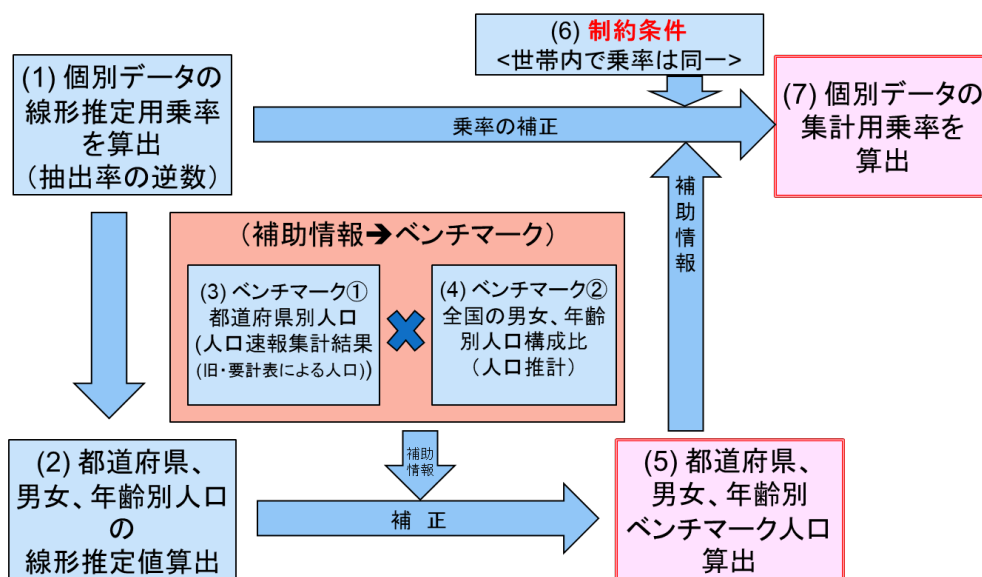 (6) 制約条件
<世帯内で乗率は同一>
(1) 個別データの
線形推定用乗率
を算出
（抽出率の逆数）
乗率の補正
(7) 個別データの
集計用乗率を
算出
補助情報
（補助情報➔ベンチマーク）
(3) ベンチマーク①
都道府県別人口
(人口速報集計結果
(旧・要計表による人口))
(4) ベンチマーク②
全国の男女、年齢
別人口構成比
（人口推計）
補助
情報
(2) 都道府県、
男女、年齢別人口
の
線形推定値算出
補 正
(5) 都道府県、
男女、年齢別
ベンチマーク人口
算出